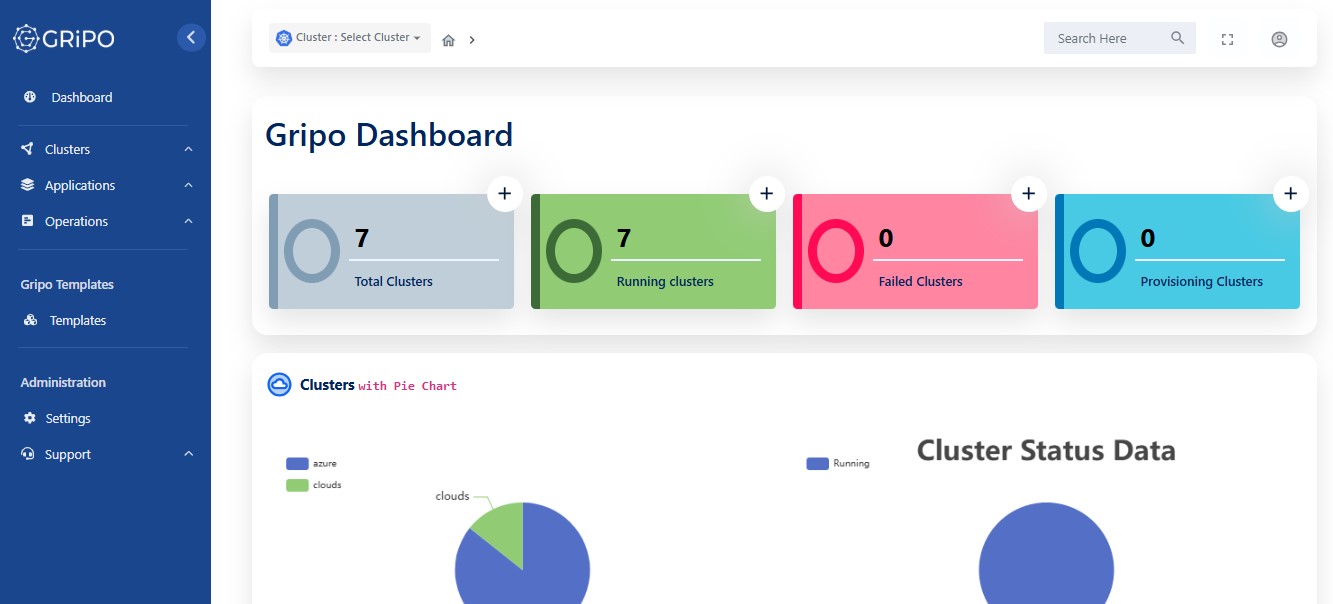 GRiPO
Cluster : Select Cluster
Search Here
Dashboard
Clusters
Applications
Operations
Gripo Templates
Templates
Administration
Settings
Support
Gripo Dashboard
7
Total Clusters
7
Running clusters
0
Failed Clusters
0
Provisioning Clusters
Clusters with Pie Chart
azure
clouds
clouds
Cluster Status Data
Running